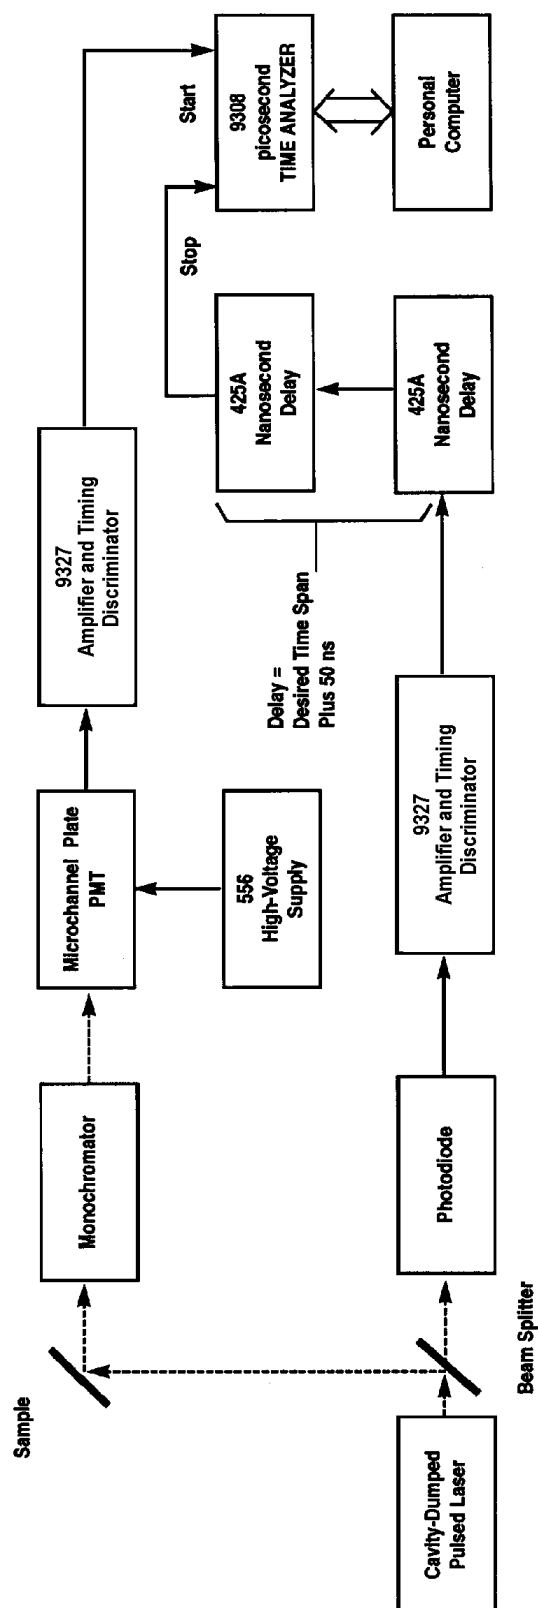 Sample
Monochromator
Microchannel Plate
PMT
9327
Amplifier and Timing
Discriminator
Start
556
High-Voltage
Supply
Delay =
Desired Time Span
Plus 50 ns
425A
Nanosecond
Delay
Stop
9308
picosecond
TIME ANALYZER
Cavity-Dumped
Pulsed Laser
Beam Splitter
Photodiode
9327
Amplifier and Timing
Discriminator
425A
Nanosecond
Delay
Personal
Computer